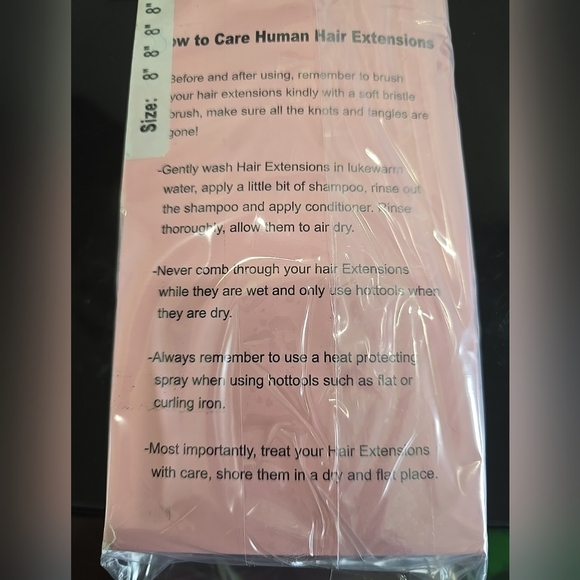 Size: 8" 8" 8" 8"
ow to Care Human Hair Extensions
Before and after using, remember to brush
your hair extensions kindly with a soft bristle
brush, make sure all the knots and tangles are
gone!
-Gently wash Hair Extensions in lukewarm
water, apply a little bit of shampoo, rinse out
the shampoo and apply conditioner. Rinse
thoroughly, allow them to air dry.
-Never comb through your hair Extensions
while they are wet and only use hottools when
they are dry.
-Always remember to use a heat protecting
spray when using hottools such as flat or
curling iron.
-Most importantly, treat your Hair Extensions
with care, shore them in a dry and flat place.